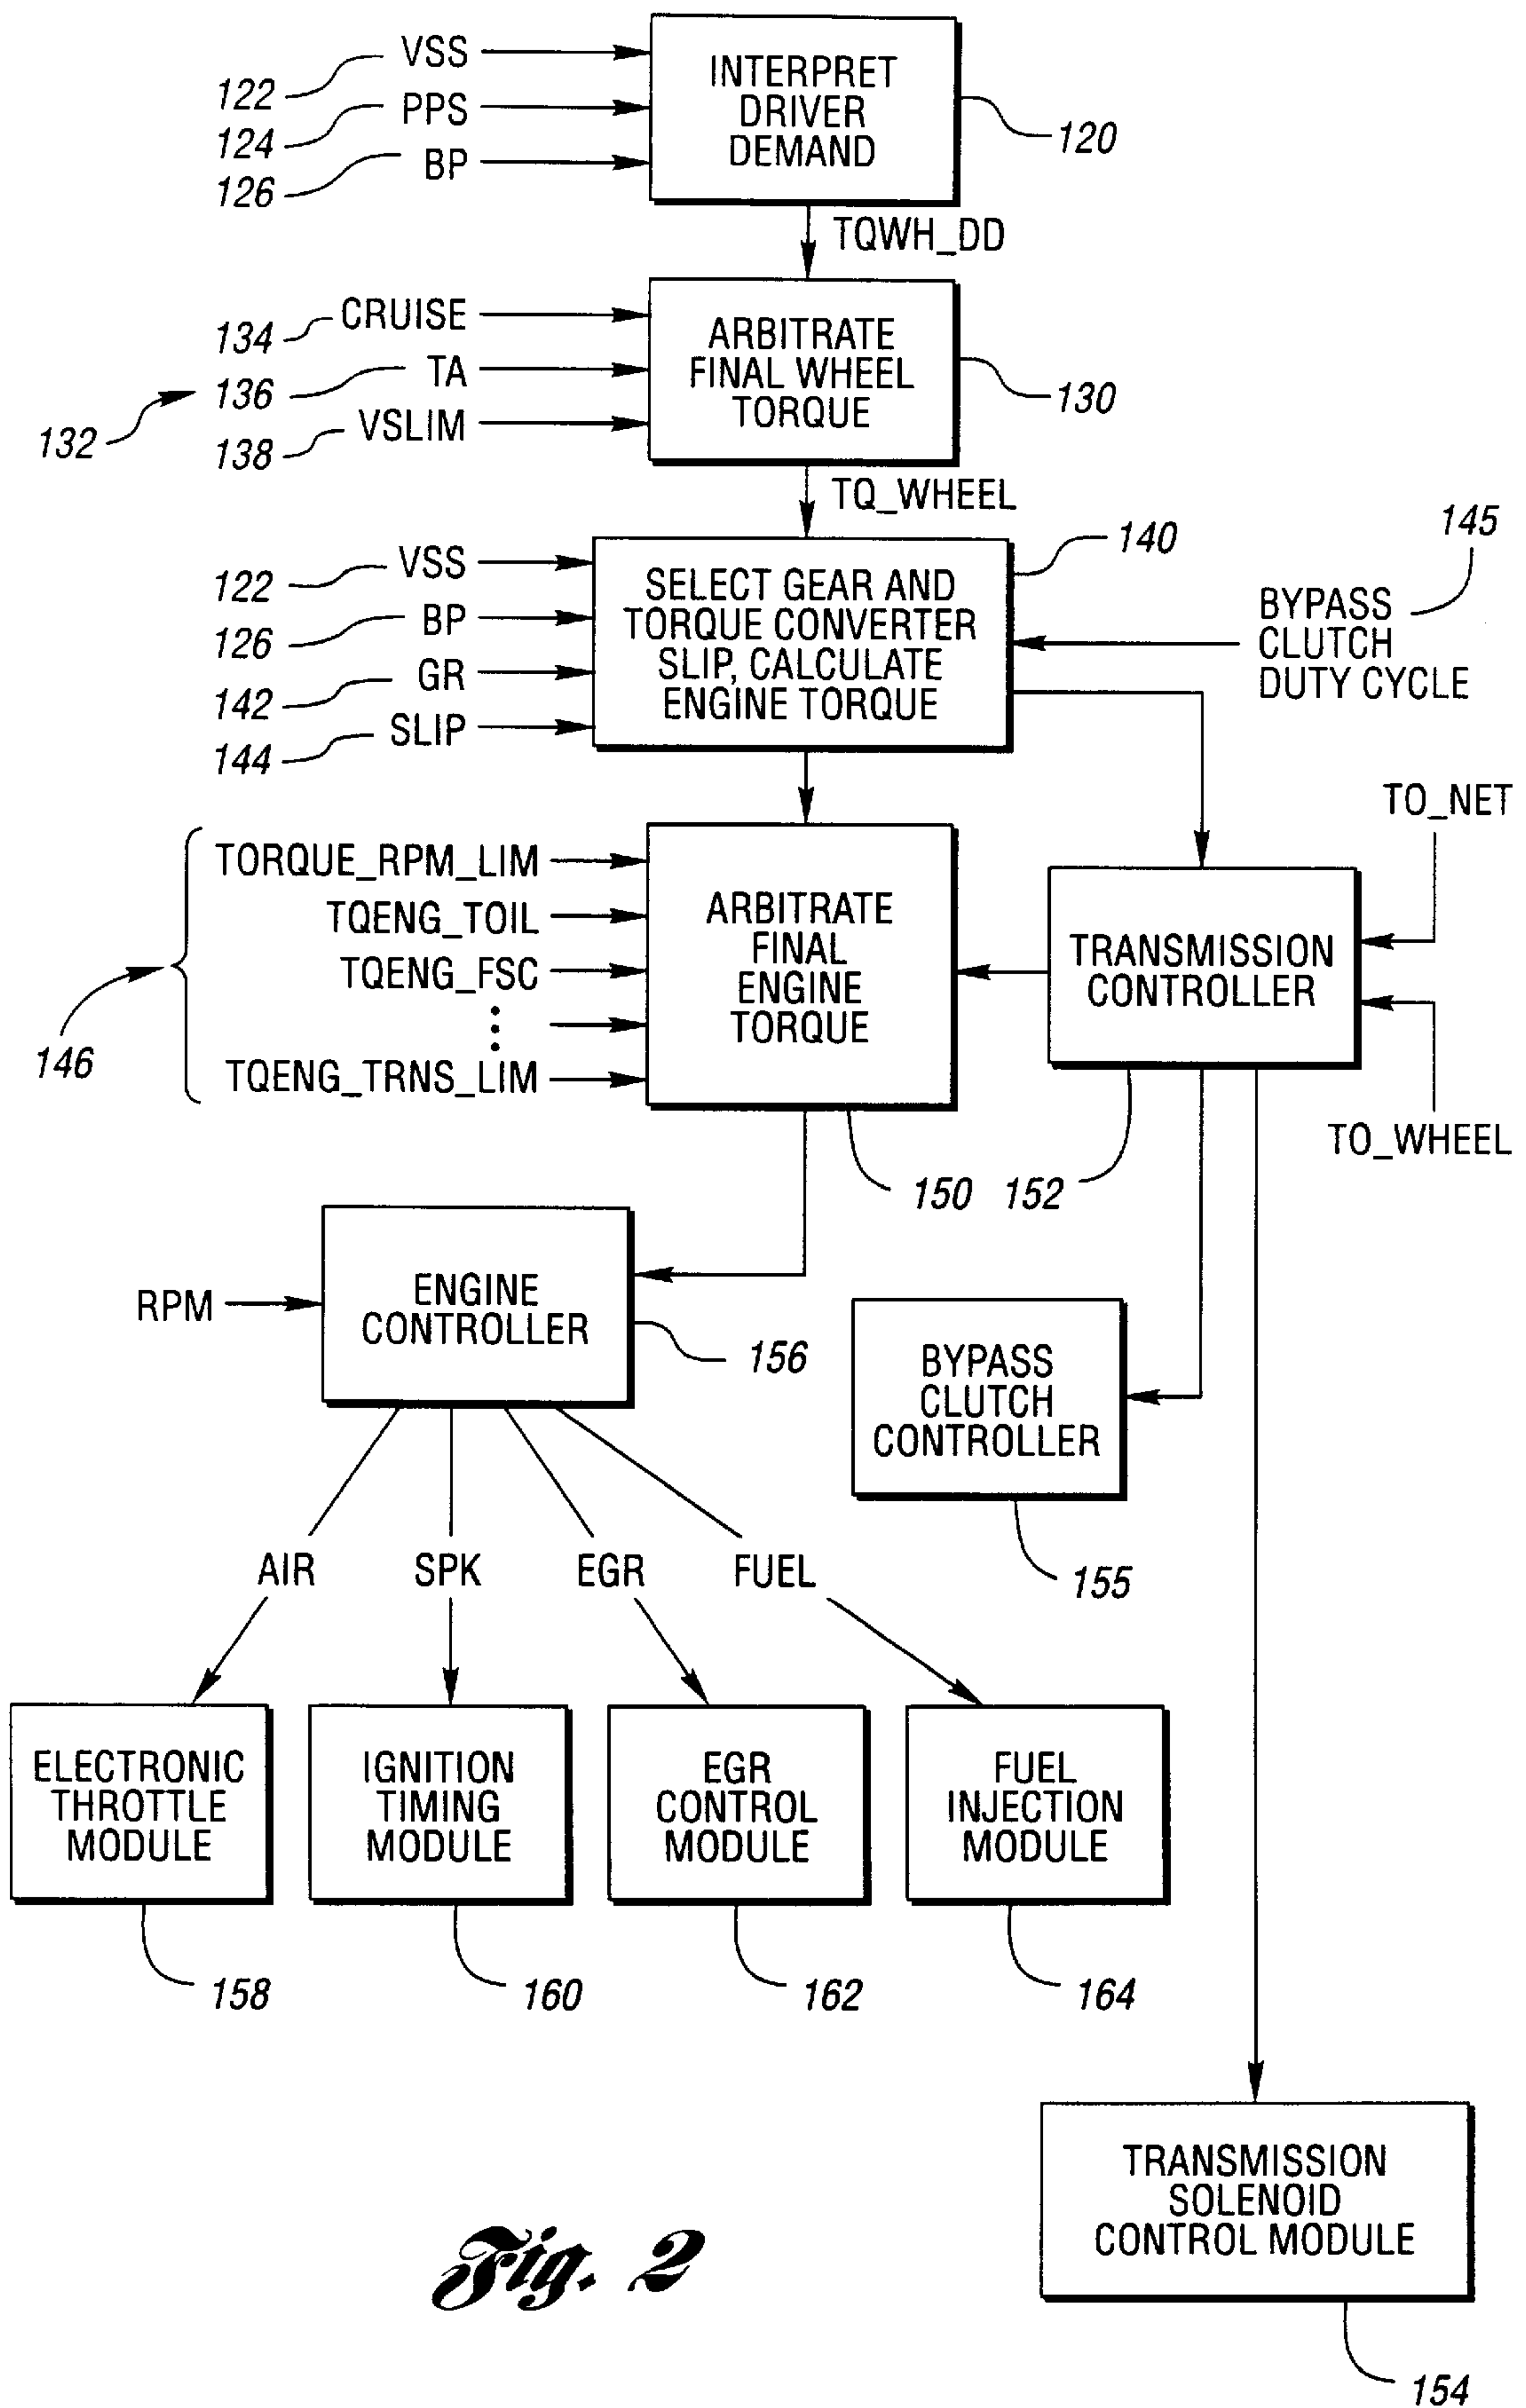 VSS
122
PPS
124
BP
126
INTERPRET
DRIVER
DEMAND
120
TQWH_DD
CRUISE
134
TA
136
VSLIM
138
132
ARBITRATE
FINAL WHEEL
TORQUE
130
TQ_WHEEL
VSS
122
BP
126
GR
142
SLIP
144
SELECT GEAR AND
TORQUE CONVERTER
SLIP, CALCULATE
ENGINE TORQUE
140
145
BYPASS
CLUTCH
DUTY CYCLE
TORQUE_RPM_LIM
TQENG_TOIL
TQENG_FSC
TQENG_TRNS_LIM
146
ARBITRATE
FINAL
ENGINE
TORQUE
150
TO_NET
TRANSMISSION
CONTROLLER
152
TO_WHEEL
RPM
ENGINE
CONTROLLER
156
BYPASS
CLUTCH
CONTROLLER
155
AIR
SPK
EGR
FUEL
ELECTRONIC
THROTTLE
MODULE
158
IGNITION
TIMING
MODULE
160
EGR
CONTROL
MODULE
162
FUEL
INJECTION
MODULE
164
TRANSMISSION
SOLENOID
CONTROL MODULE
154
Fig. 2